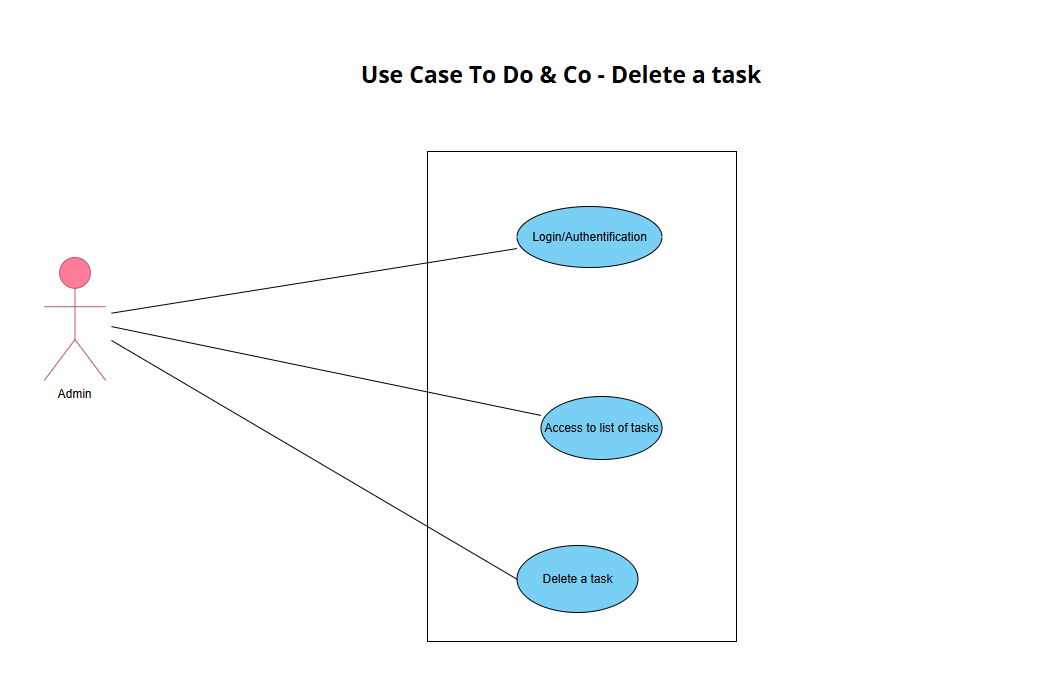 Use Case To Do & Co - Delete a task
Login/Authentification
Admin
Access to list of tasks
Delete a task